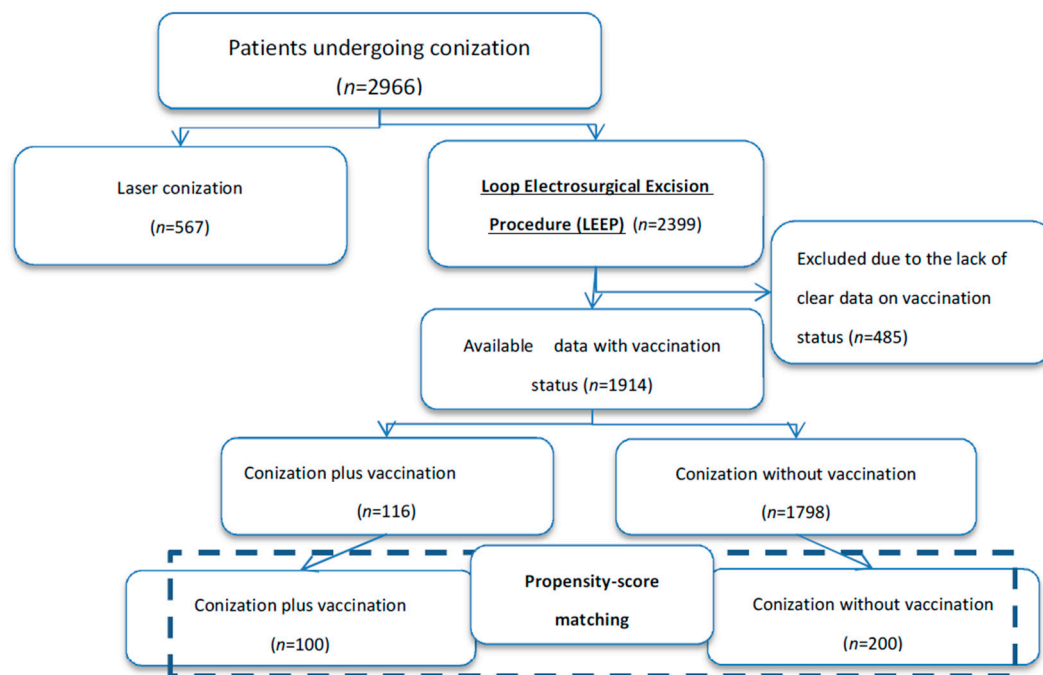 Patients undergoing conization
(n=2966)
Laser conization
(n=567)
Loop Electrosurgical Excision
Procedure (LEEP) (n=2399)
Excluded due to the lack of
clear data on vaccination
status (n=485)
Available data with vaccination
status (n=1914)
Conization plus vaccination
(n=116)
Conization without vaccination
(n=1798)
Conization plus vaccination
(n=100)
Propensity-score
matching
Conization without vaccination
(n=200)